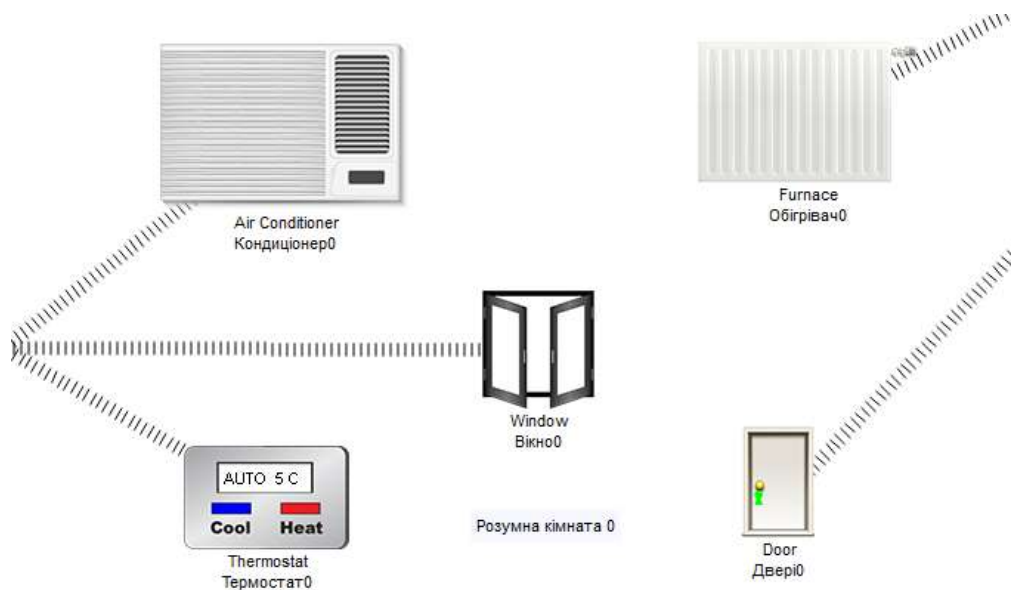 Air Conditioner
Кондиціонер0
Furnace
Обігрівач0
Window
Вікно0
AUTO 5 C
Cool Heat
Thermostat
Термостат0
Розумна кімната 0
Door
Двері0